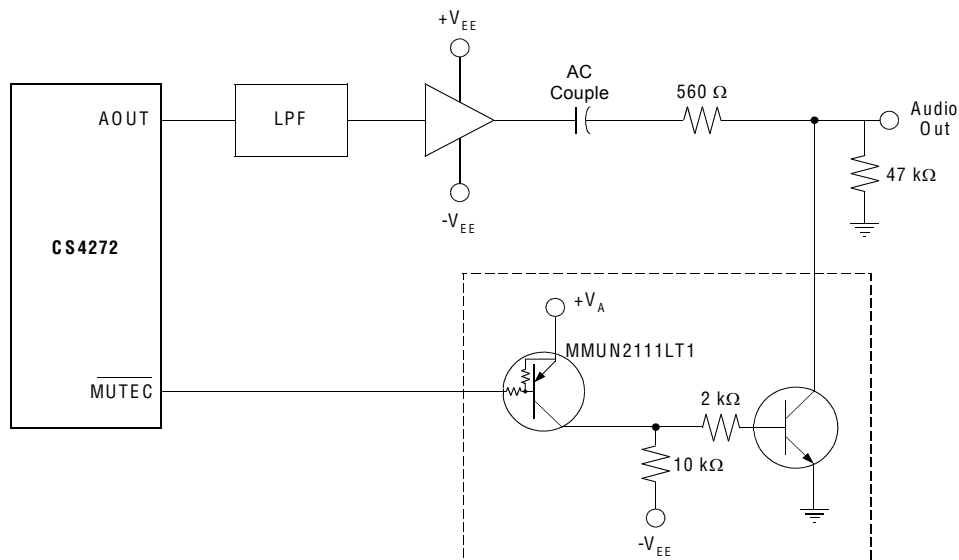 +V_EE
AC
Couple
560 Ω
Audio
Out
AOUT
LPF
47 kΩ
-V_EE
CS4272
+V_A
MMUN2111LT1
MUTEC
2 kΩ
10 kΩ
-V_EE